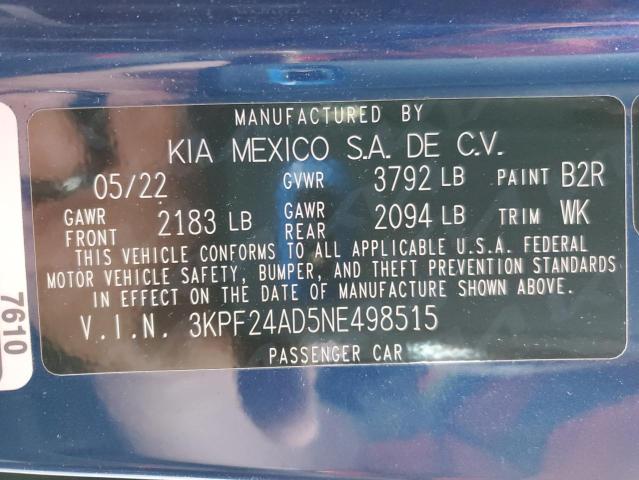 MANUFACTURED BY
KIA MEXICO S.A. DE C.V.
05/22 GVWR 3792 LB PAINT B2R
GAWR FRONT 2183 LB GAWR REAR 2094 LB TRIM WK
THIS VEHICLE CONFORMS TO ALL APPLICABLE U.S.A. FEDERAL
MOTOR VEHICLE SAFETY, BUMPER, AND THEFT PREVENTION STANDARDS
IN EFFECT ON THE DATE OF MANUFACTURE SHOWN ABOVE.
V.I.N. 3KPF24AD5NE498515
PASSENGER CAR
7610